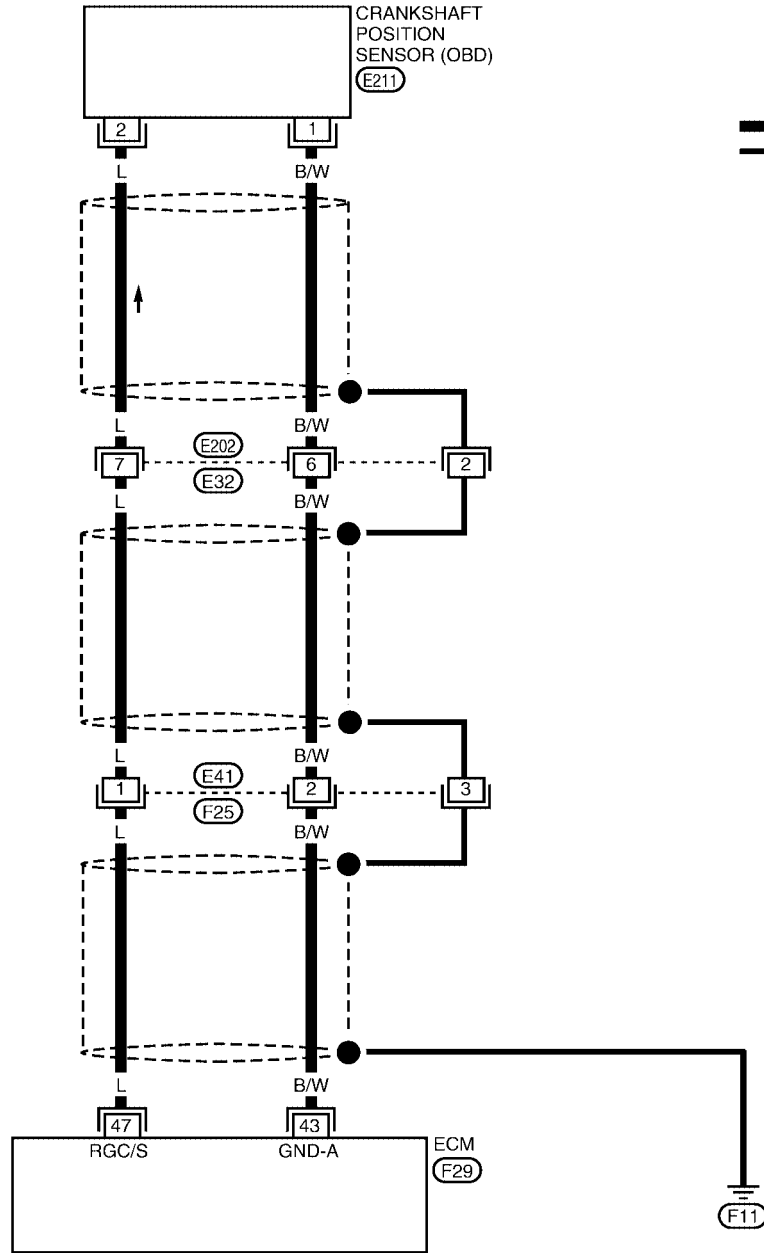 CRANKSHAFT
POSITION
SENSOR (OBD)
E211
2 1
L B/W
L B/W
E202
7 6 2
E32
L B/W
L B/W
E41
1 2 3
F25
L B/W
L B/W
47 43
RGC/S GND-A
ECM
F29
F11